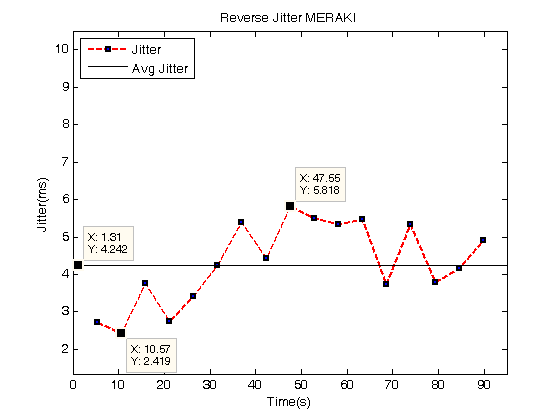 Reverse Jitter MERAKI
Jitter
Avg Jitter
10
9
8
7
6
5
4
3
2
Jitter(ms)
X: 47.55
Y: 5.818
X: 1.31
Y: 4.242
X: 10.57
Y: 2.419
0 10 20 30 40 50 60 70 80 90
Time(s)